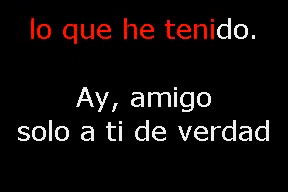 lo que he tenido.
Ay, amigo
solo a ti de verdad